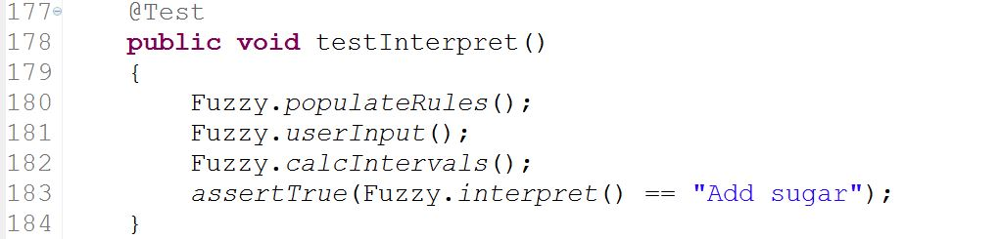 177 @Test
178 public void testInterpret()
179 {
180 Fuzzy.populateRules();
181 Fuzzy.userInput();
182 Fuzzy.calcIntervals();
183 assertTrue(Fuzzy.interpret() == "Add sugar");
184 }